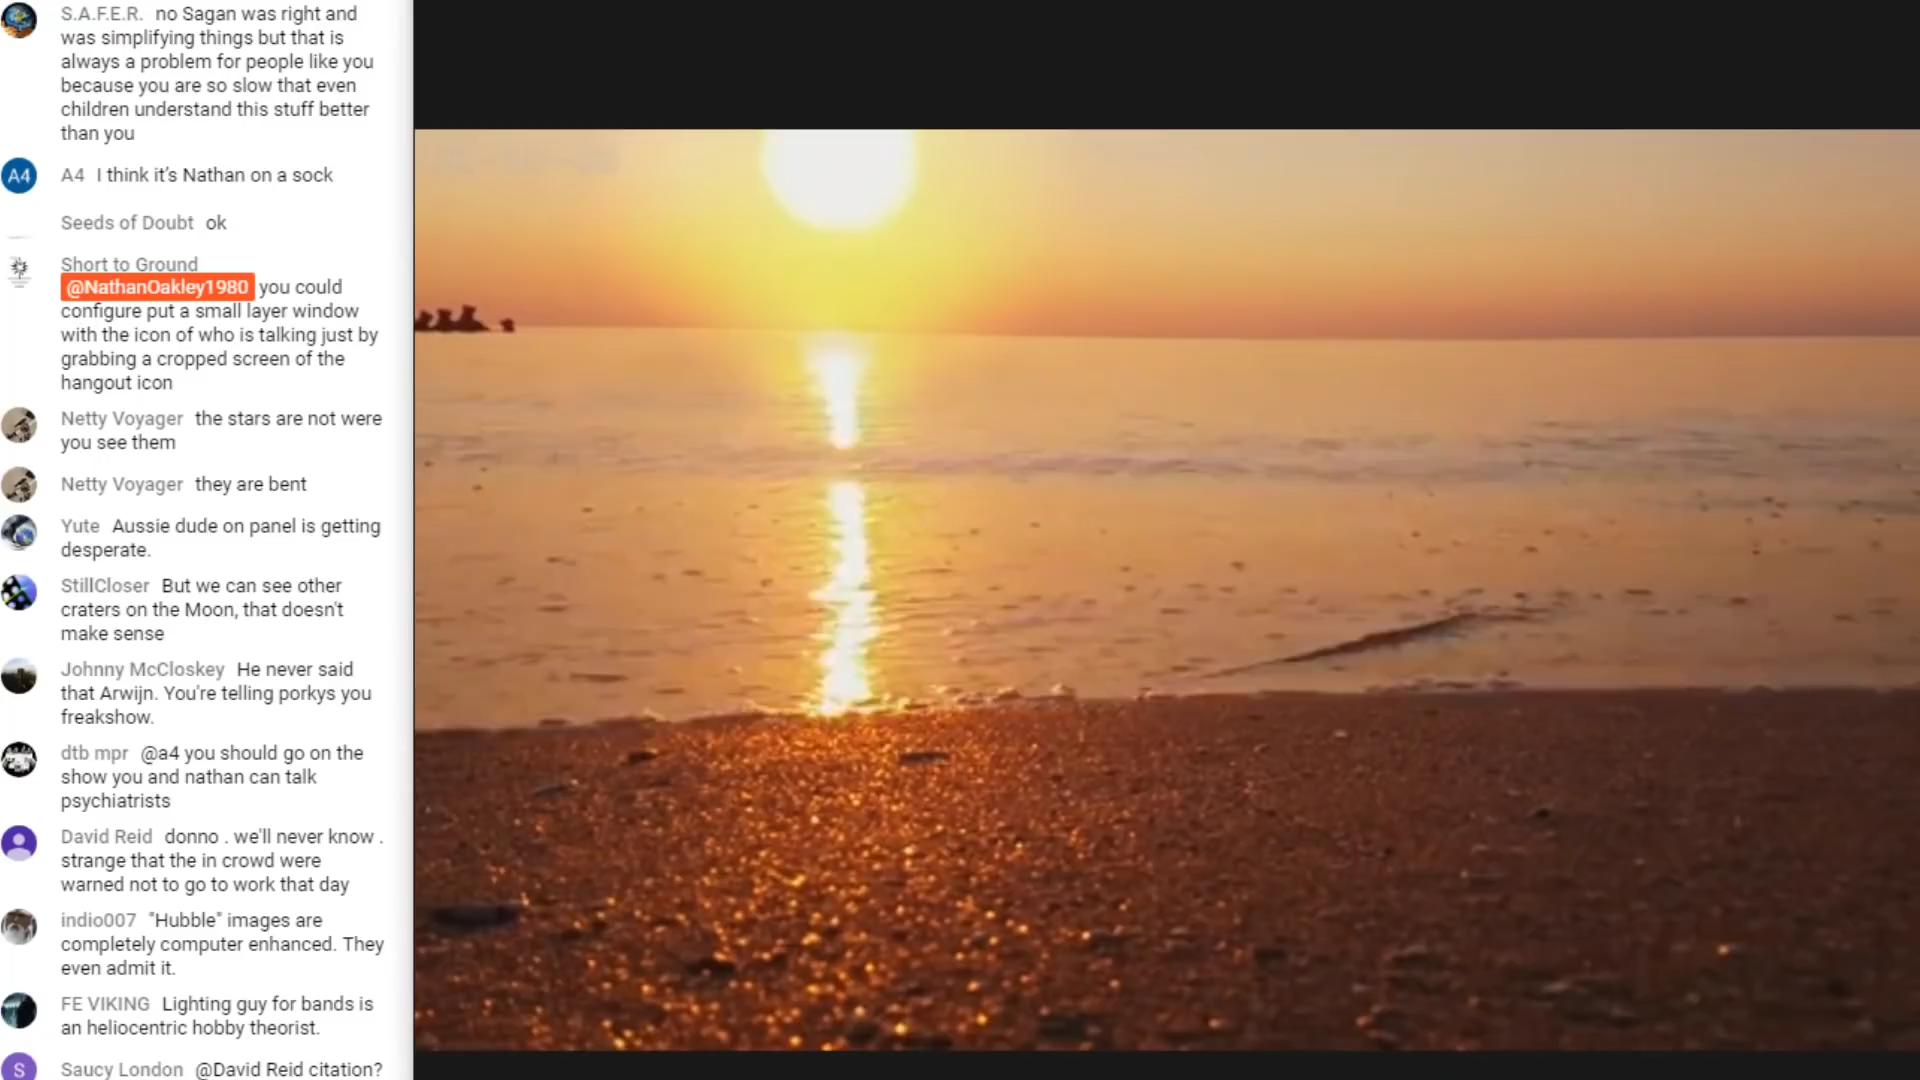 S.A.F.E.R. no Sagan was right and
was simplifying things but that is
always a problem for people like you
because you are so slow that even
children understand this stuff better
than you
A4 A4 I think it's Nathan on a sock
Seeds of Doubt ok
Short to Ground
@NathanOakley1980 you could
configure put a small layer window
with the icon of who is talking just by
grabbing a cropped screen of the
hangout icon
Netty Voyager the stars are not were
you see them
Netty Voyager they are bent
Yute Aussie dude on panel is getting
desperate.
StillCloser But we can see other
craters on the Moon, that doesn't
make sense
Johnny McCloskey He never said
that Arwijn. You're telling porkys you
freakshow.
dtb mpr @a4 you should go on the
show you and nathan can talk
psychiatrists
David Reid donno . we'll never know .
strange that the in crowd were
warned not to go to work that day
indio007 "Hubble" images are
completely computer enhanced. They
even admit it.
FE VIKING Lighting guy for bands is
an heliocentric hobby theorist.
S Saucy London @David Reid citation?